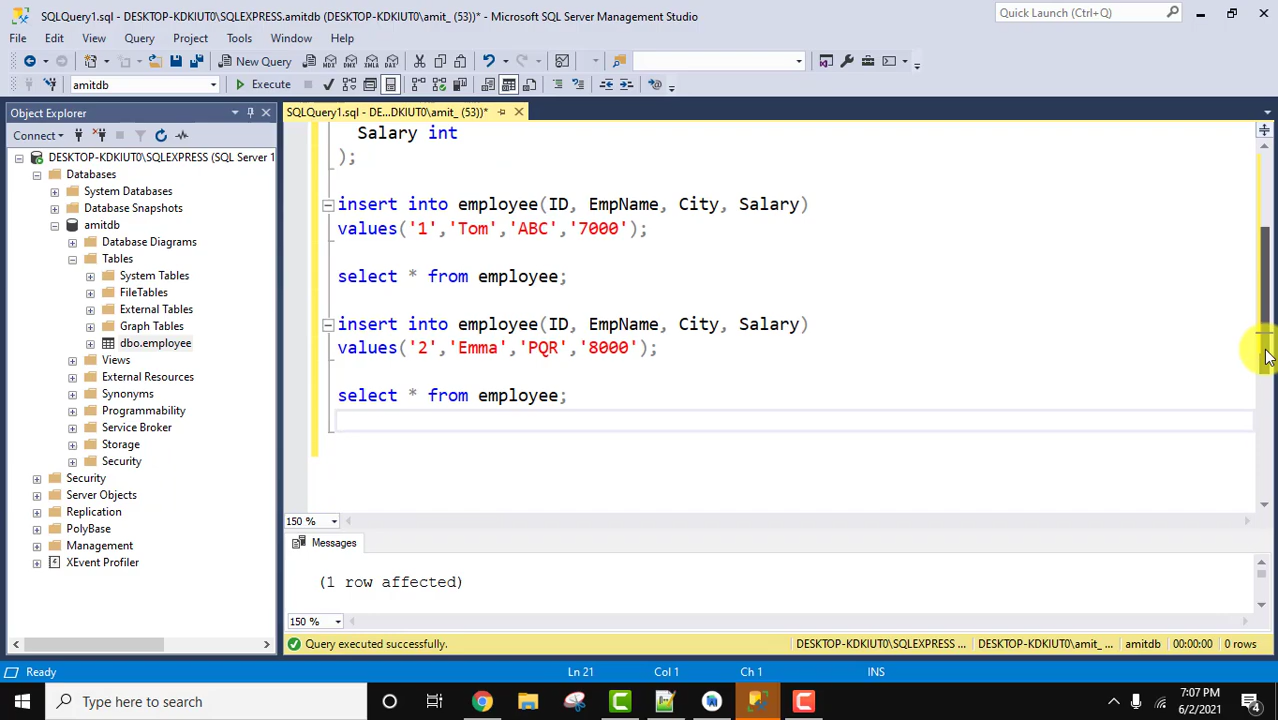 SQLQuery1.sql - DESKTOP-KDKIUT0\SQLEXPRESS.amitdb (DESKTOP-KDKIUT0\amit_ (53))* - Microsoft SQL Server Management Studio
Quick Launch (Ctrl+Q)
File Edit View Query Project Tools Window Help
New Query
amitdb Execute
Object Explorer
SQLQuery1.sql - DE...DKIUT0\amit_ (53))*
Connect
DESKTOP-KDKIUT0\SQLEXPRESS (SQL Server 1
Databases
System Databases
Database Snapshots
amitdb
Database Diagrams
Tables
System Tables
FileTables
External Tables
Graph Tables
dbo.employee
Views
External Resources
Synonyms
Programmability
Service Broker
Storage
Security
Security
Server Objects
Replication
PolyBase
Management
XEvent Profiler
Salary int
);
insert into employee(ID, EmpName, City, Salary)
values('1','Tom','ABC','7000');
select * from employee;
insert into employee(ID, EmpName, City, Salary)
values('2','Emma','PQR','8000');
select * from employee;
150 %
Messages
(1 row affected)
150 %
Query executed successfully. DESKTOP-KDKIUT0\SQLEXPRESS ... DESKTOP-KDKIUT0\amit_ ... amitdb 00:00:00 0 rows
Ready Ln 21 Col 1 Ch 1 INS
Type here to search
7:07 PM
6/2/2021
4